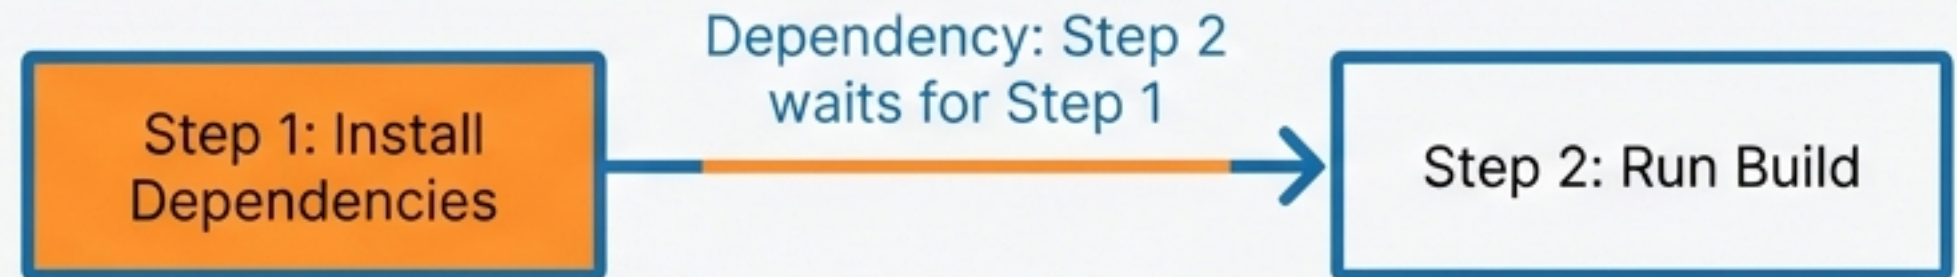 Step 1: Install
Dependencies
Dependency: Step 2
waits for Step 1
Step 2: Run Build